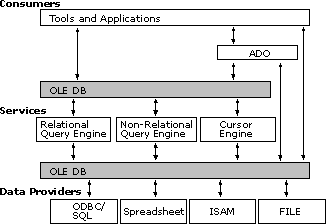 Consumers
Tools and Applications
ADO
OLE DB
Services
Relational Query Engine
Non-Relational Query Engine
Cursor Engine
OLE DB
Data Providers
ODBC/ SQL
Spreadsheet
ISAM
FILE